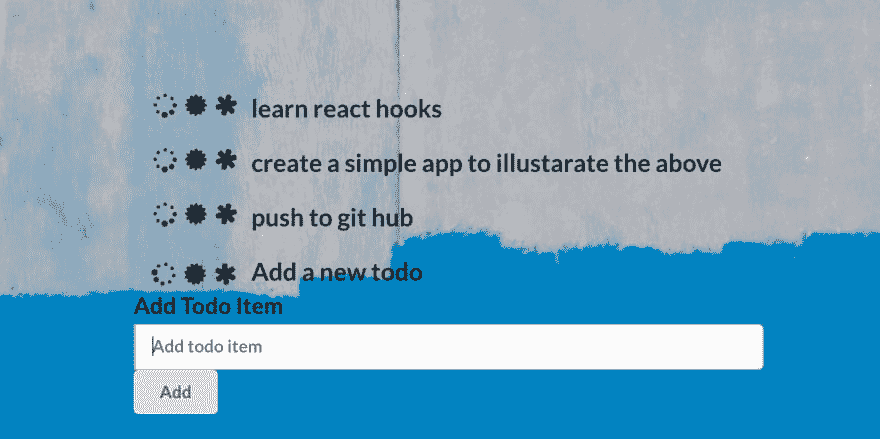 learn react hooks
create a simple app to illustarate the above
push to git hub
Add a new todo
Add Todo Item
Add todo item
Add